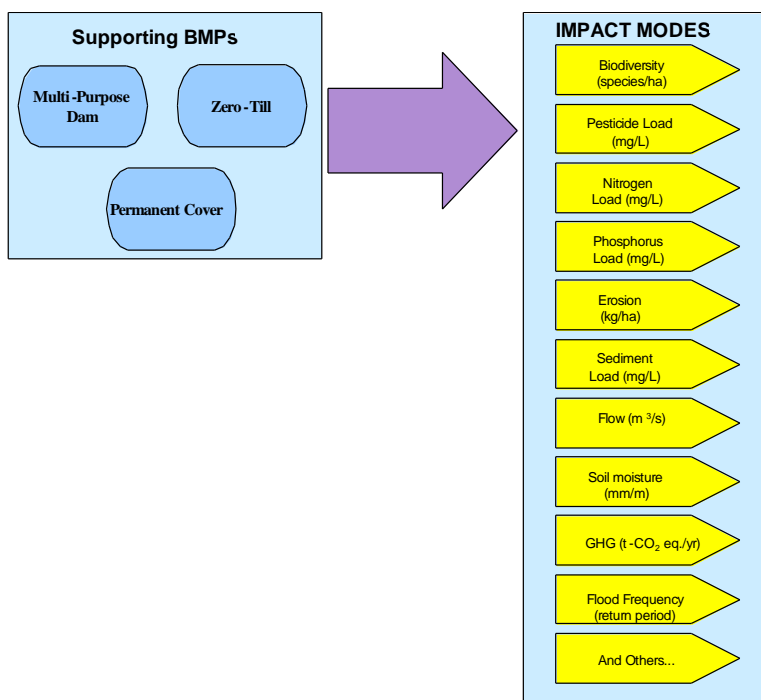 Supporting BMPs
Multi-Purpose
Dam
Zero-Till
Permanent Cover
IMPACT MODES
Biodiversity
(species/ha)
Pesticide Load
(mg/L)
Nitrogen
Load (mg/L)
Phosphorus
Load (mg/L)
Erosion
(kg/ha)
Sediment
Load (mg/L)
Flow (m ³/s)
Soil moisture
(mm/m)
GHG (t-CO₂ eq./yr)
Flood Frequency
(return period)
And Others...